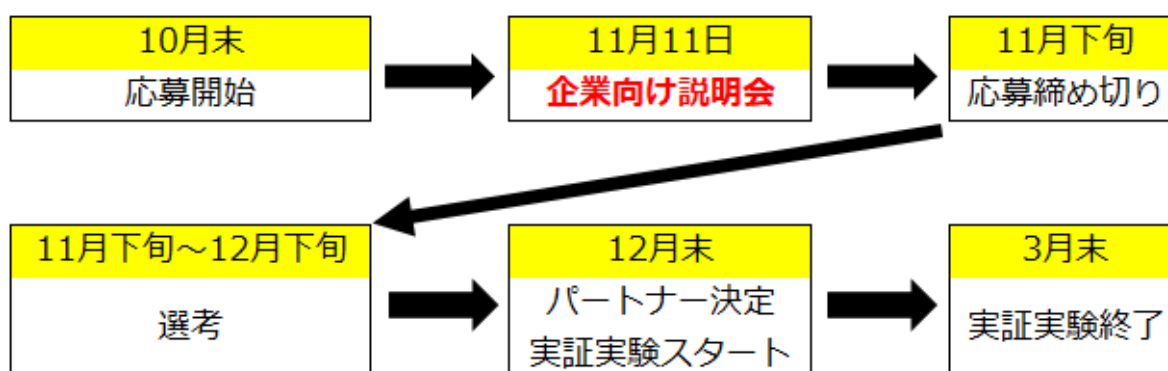 10月末
応募開始
11月11日
企業向け説明会
11月下旬
応募締め切り
11月下旬～12月下旬
選考
12月末
パートナー決定
実証実験スタート
3月末
実証実験終了